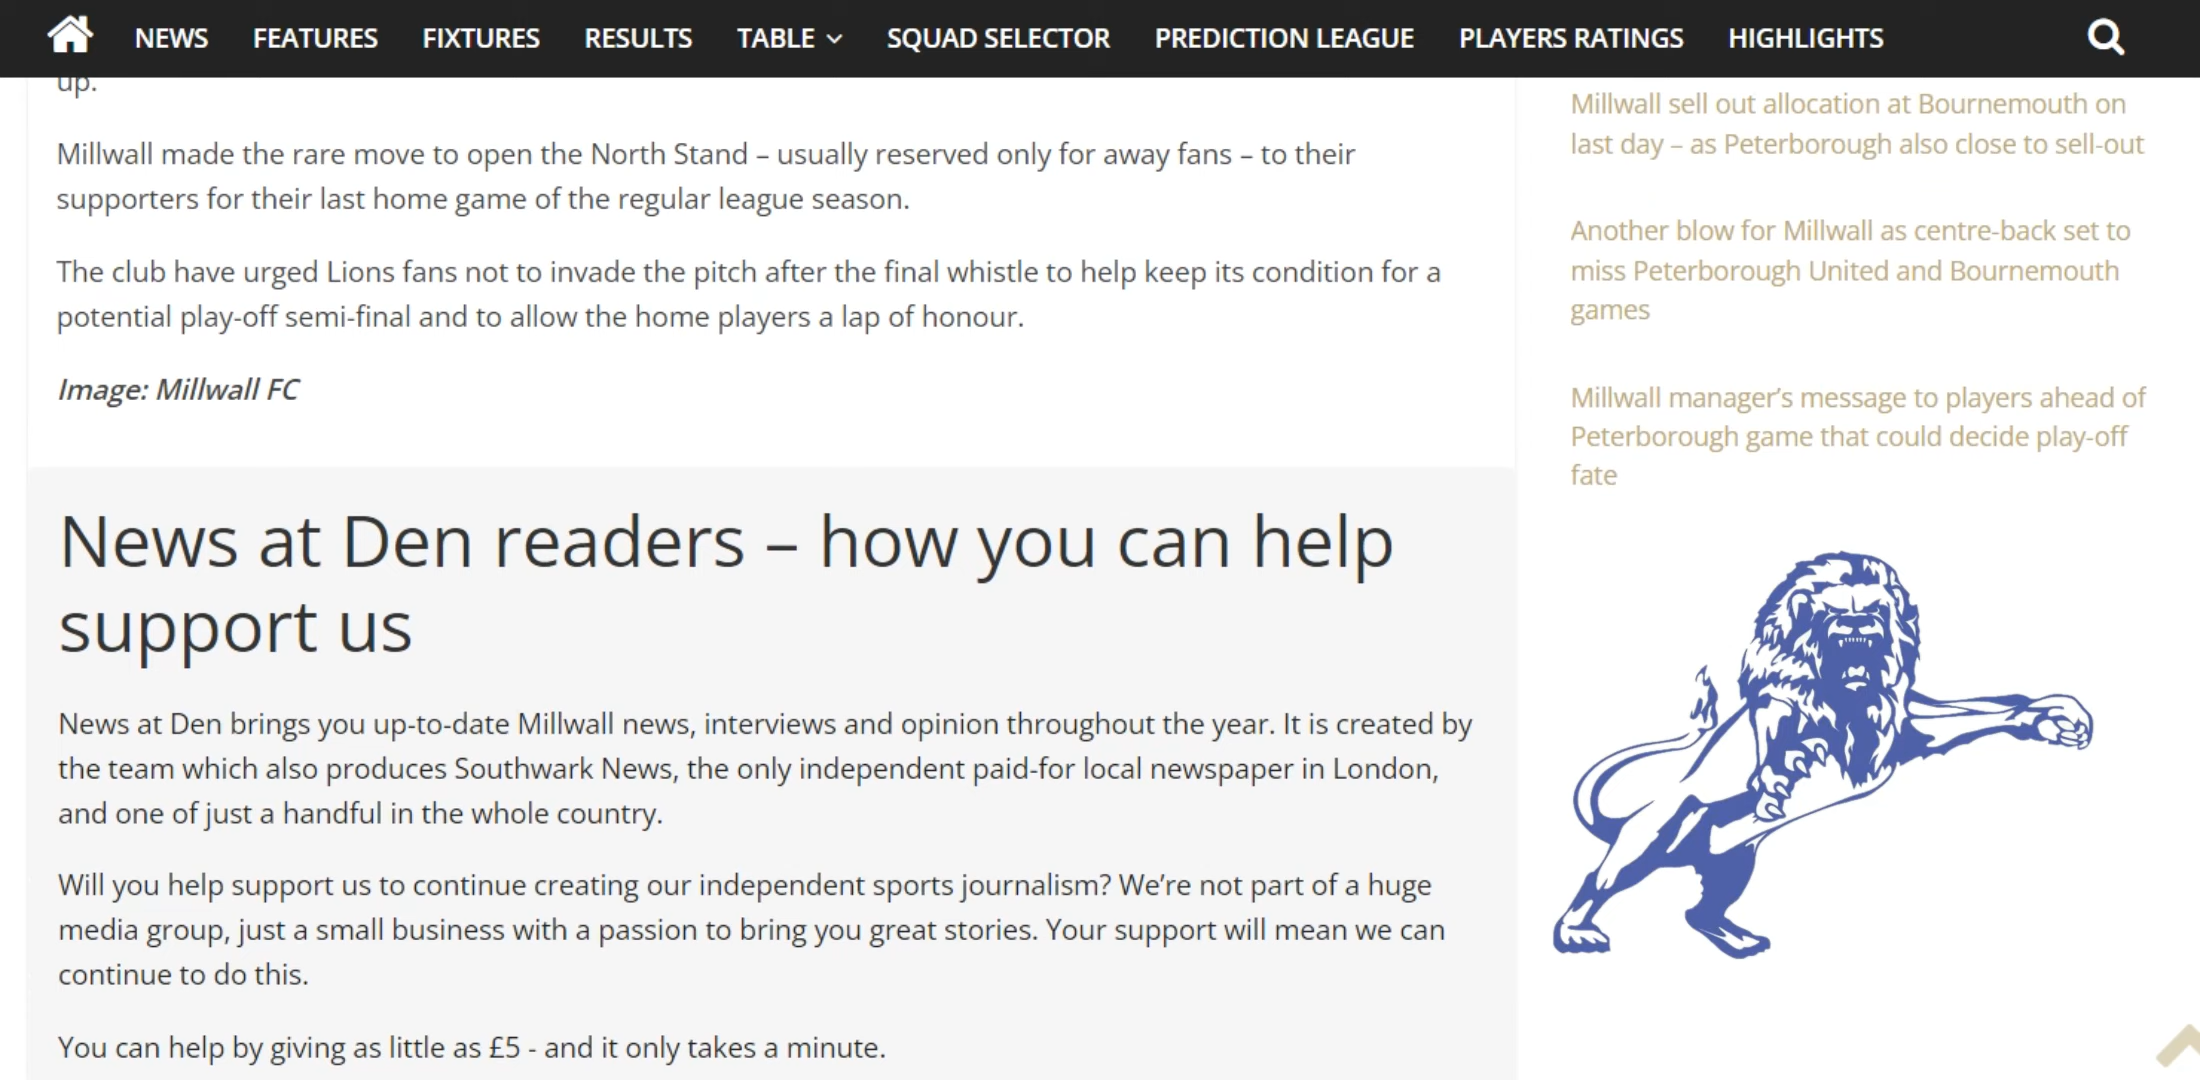 NEWS FEATURES FIXTURES RESULTS TABLE SQUAD SELECTOR PREDICTION LEAGUE PLAYERS RATINGS HIGHLIGHTS
up.
Millwall made the rare move to open the North Stand – usually reserved only for away fans – to their
supporters for their last home game of the regular league season.
The club have urged Lions fans not to invade the pitch after the final whistle to help keep its condition for a
potential play-off semi-final and to allow the home players a lap of honour.
Image: Millwall FC
News at Den readers – how you can help
support us
News at Den brings you up-to-date Millwall news, interviews and opinion throughout the year. It is created by
the team which also produces Southwark News, the only independent paid-for local newspaper in London,
and one of just a handful in the whole country.
Will you help support us to continue creating our independent sports journalism? We’re not part of a huge
media group, just a small business with a passion to bring you great stories. Your support will mean we can
continue to do this.
You can help by giving as little as £5 - and it only takes a minute.
Millwall sell out allocation at Bournemouth on
last day – as Peterborough also close to sell-out
Another blow for Millwall as centre-back set to
miss Peterborough United and Bournemouth
games
Millwall manager’s message to players ahead of
Peterborough game that could decide play-off
fate